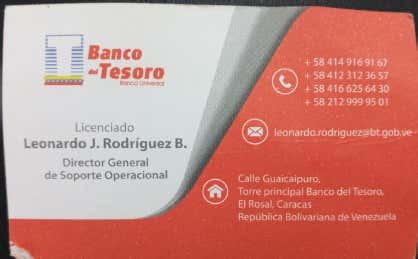 Banco
del Tesoro
Banco Universal
Licenciado
Leonardo J. Rodríguez B.
Director General
de Soporte Operacional
+ 58 414 916 91 67
+ 58 412 312 36 57
+ 58 416 625 64 30
+ 58 212 999 95 01
leonardo.rodriguez@bt.gob.ve
Calle Guaicaipuro,
Torre principal Banco del Tesoro,
El Rosal, Caracas
República Bolivariana de Venezuela